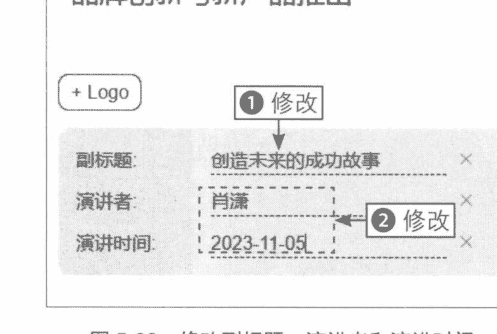 + Logo
❶ 修改
副标题: 创造未来的成功故事 ×
演讲者: 肖潇 ×
❷ 修改
演讲时间: 2023-11-05 ×